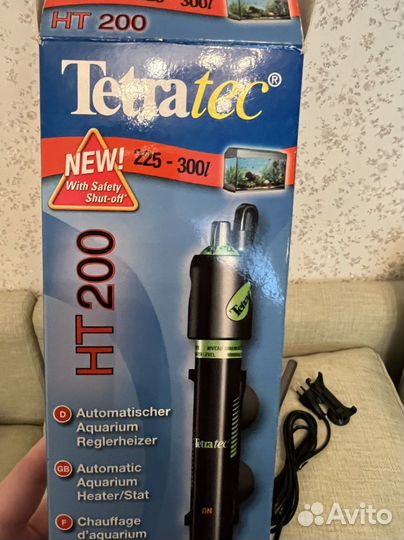 HT 200
Tetratec®
NEW!
With Safety
Shut-off*
225 - 300l
HT 200
Tetratec
Tetratec
ON
D Automatischer
Aquarium
Reglerheizer
GB Automatic
Aquarium
Heater/Stat
F Chauffage
d'aquarium
Avito